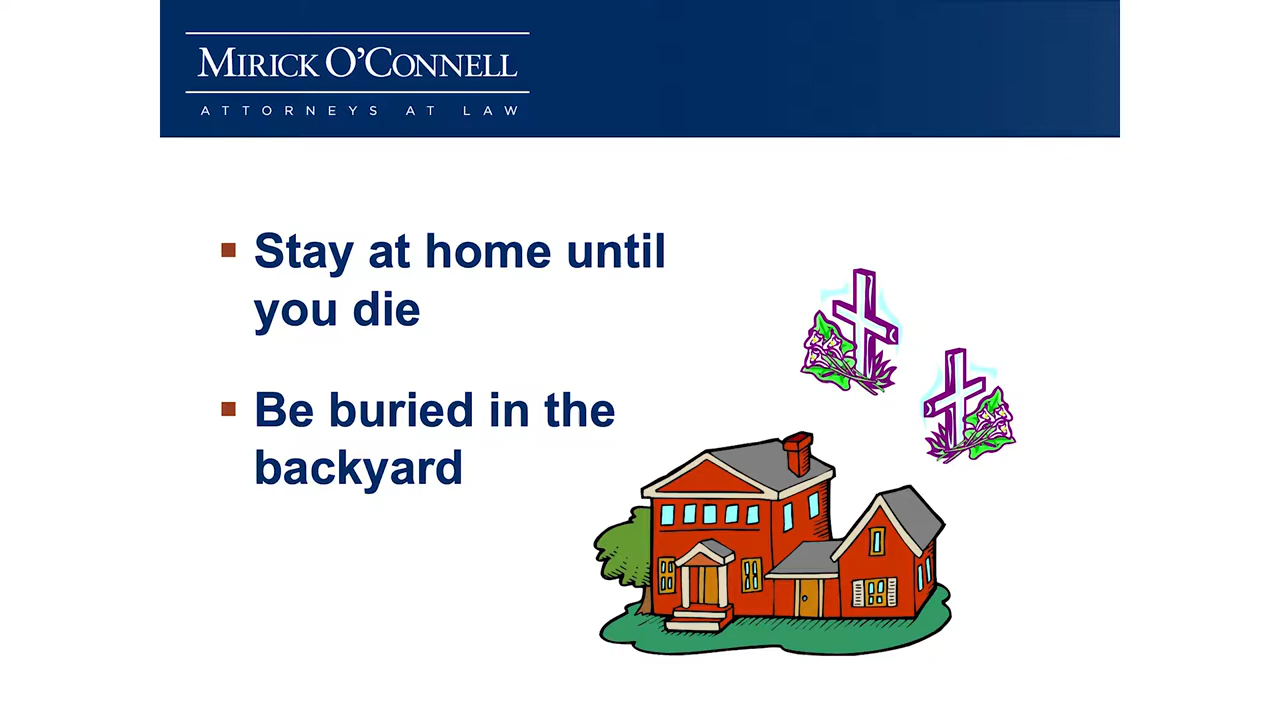 MIRICK O'CONNELL
ATTORNEYS AT LAW
Stay at home until
you die
Be buried in the
backyard